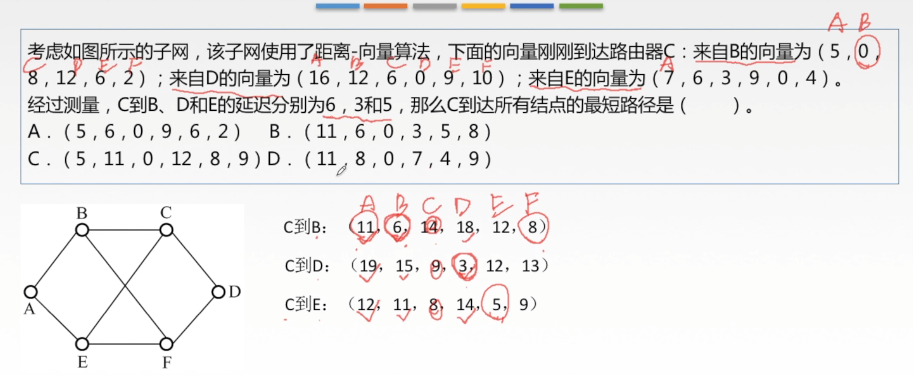 A B
考虑如图所示的子网，该子网使用了距离-向量算法，下面的向量刚刚到达路由器C：来自B的向量为（5，0，
C D E F A B C D E F A
8，12，6，2）；来自D的向量为（16，12，6，0，9，10）；来自E的向量为（7，6，3，9，0，4）。
经过测量，C到B、D和E的延迟分别为6，3和5，那么C到达所有结点的最短路径是（ ）。
A．（5，6，0，9，6，2） B．（11，6，0，3，5，8）
C．（5，11，0，12，8，9）D．（11，8，0，7，4，9）
A B C D E F
C到B： （11，6，14，18，12，8）
C到D： （19，15，9，3，12，13）
C到E： （12，11，8，14，5，9）
B C
A D
E F